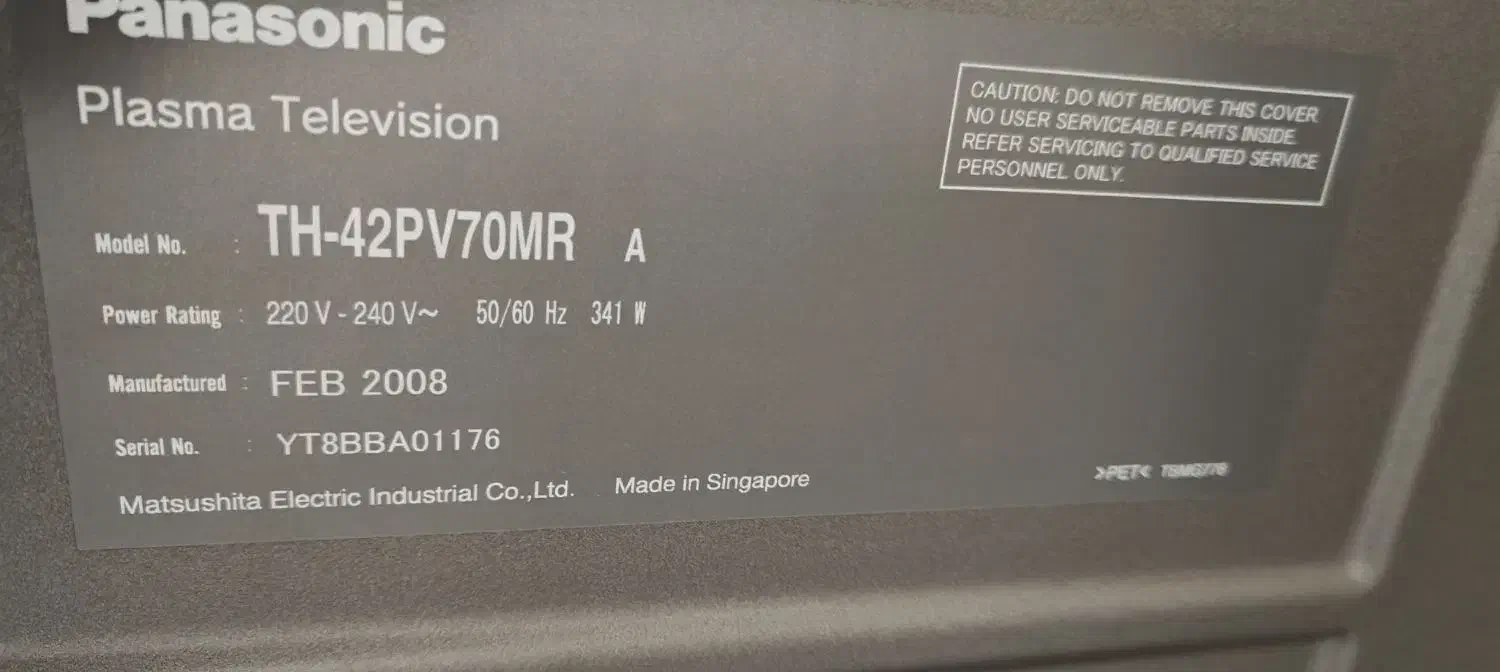 Panasonic
Plasma Television
CAUTION: DO NOT REMOVE THIS COVER
NO USER SERVICEABLE PARTS INSIDE.
REFER SERVICING TO QUALIFIED SERVICE
PERSONNEL ONLY.
Model No. : TH-42PV70MR A
Power Rating : 220 V - 240 V~ 50/60 Hz 341 W
Manufactured : FEB 2008
Serial No. : YT8BBA01176
Matsushita Electric Industrial Co.,Ltd. Made in Singapore
>PET<